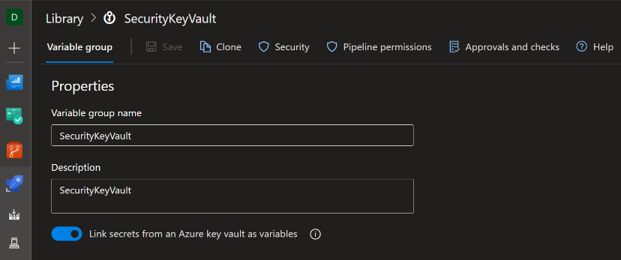 D
Library > SecurityKeyVault
Variable group Save Clone Security Pipeline permissions Approvals and checks Help
Properties
Variable group name
SecurityKeyVault
Description
SecurityKeyVault
Link secrets from an Azure key vault as variables